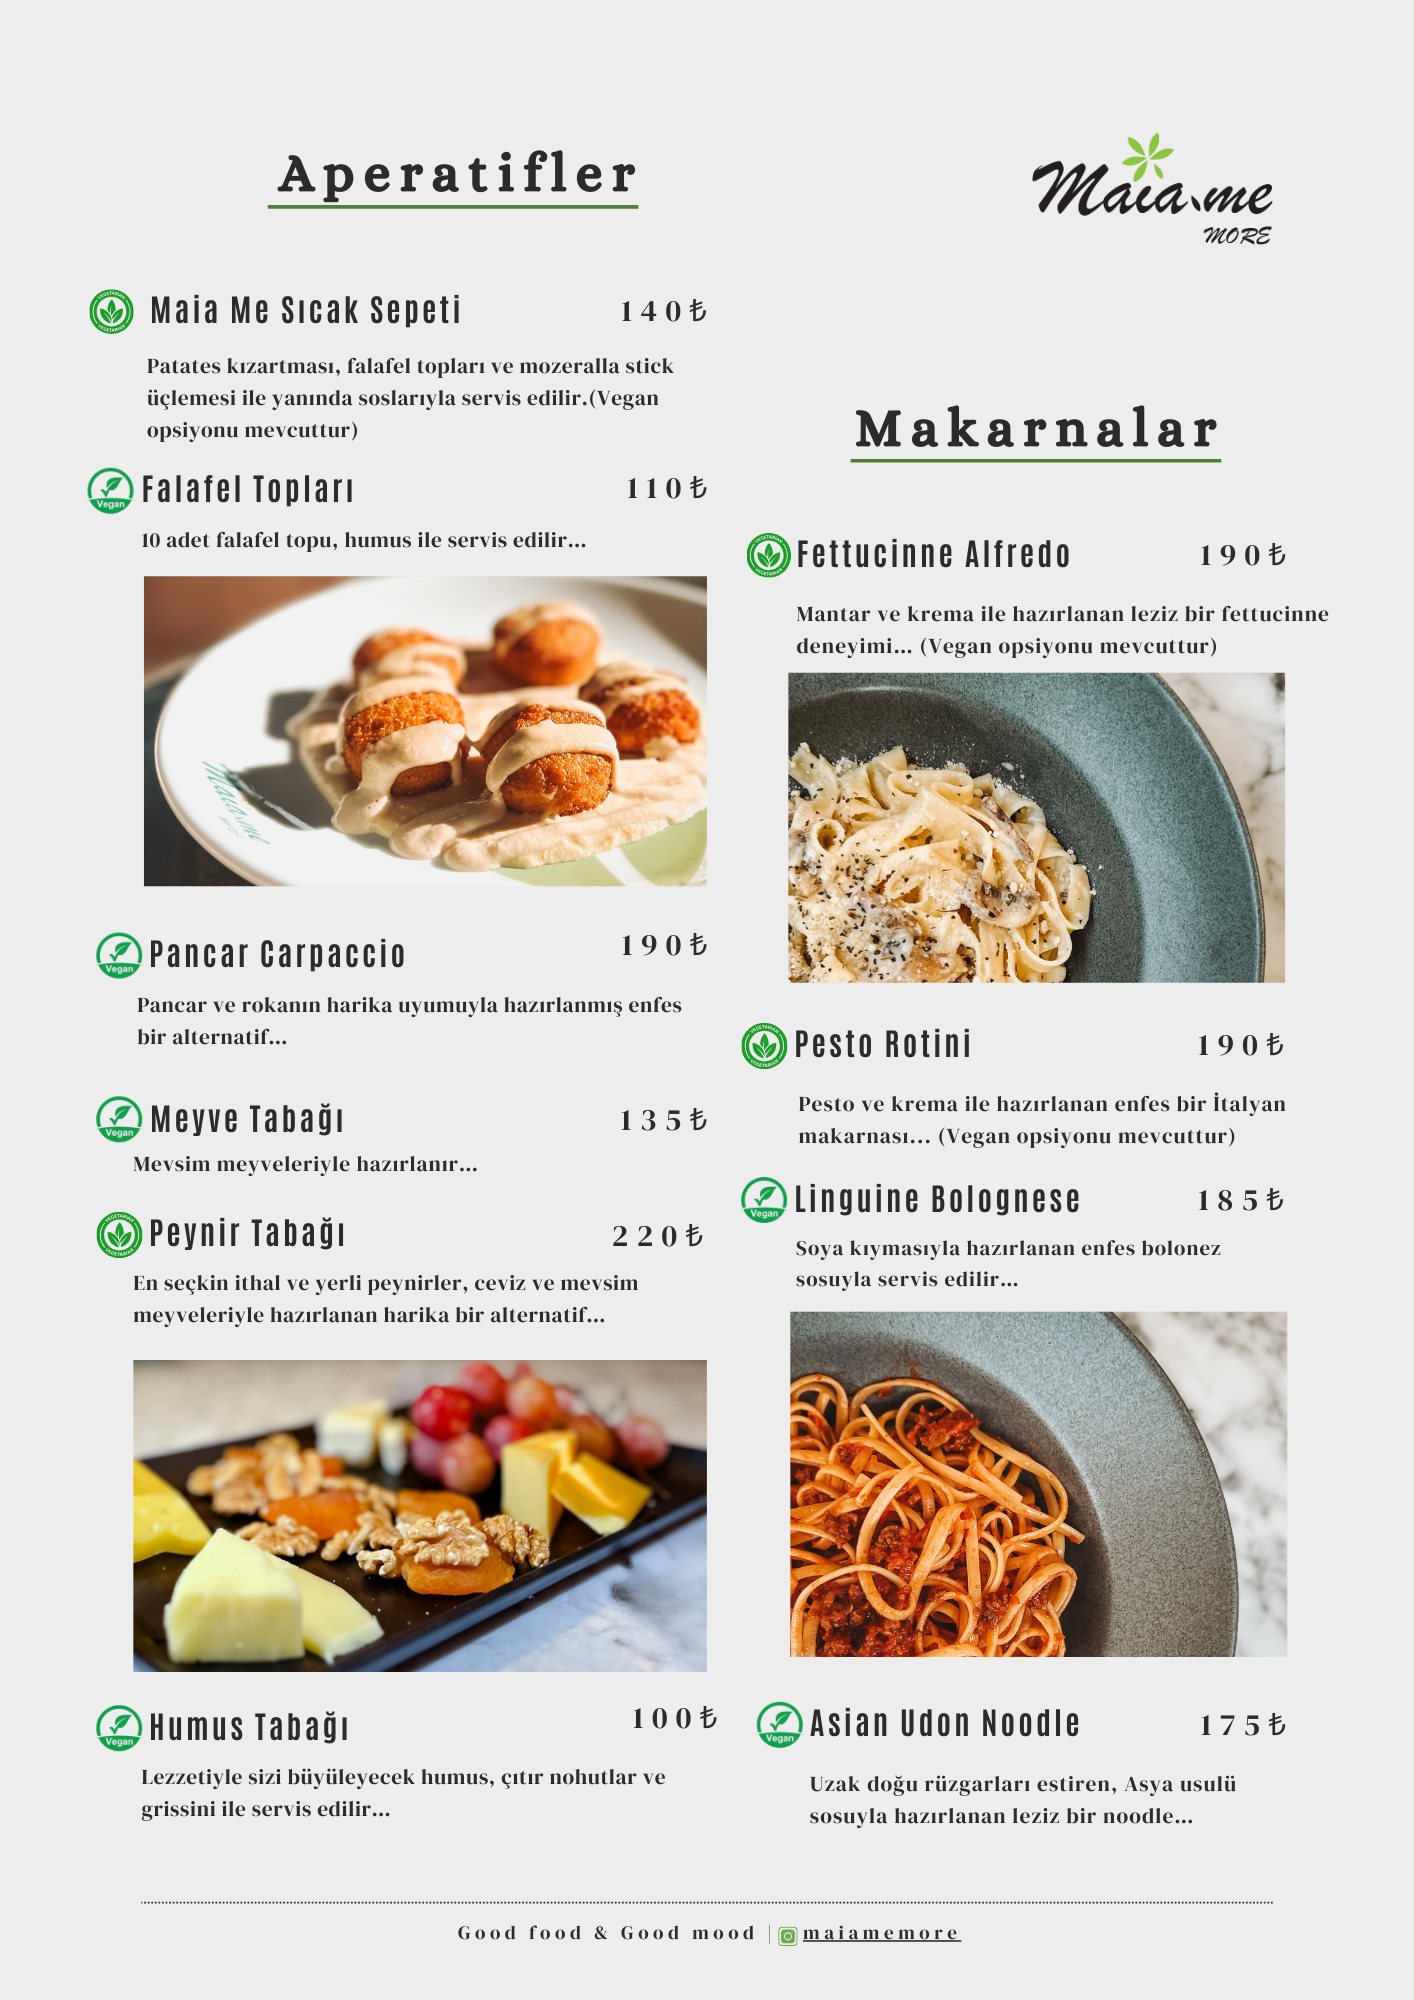 Aperatifler
Maia Me Sıcak Sepeti 140₺
Patates kızartması, falafel topları ve mozeralla stick
üçlemesi ile yanında soslarıyla servis edilir.(Vegan
opsiyonu mevcuttur)
Vegan
Falafel Topları 110₺
10 adet falafel topu, humus ile servis edilir...
Maia.me
Vegan
Pancar Carpaccio 190₺
Pancar ve rokanın harika uyumuyla hazırlanmış enfes
bir alternatif...
Vegan
Meyve Tabağı 135₺
Mevsim meyveleriyle hazırlanır...
VEGETARIAN
VEGETARIAN
Peynir Tabağı 220₺
En seçkin ithal ve yerli peynirler, ceviz ve mevsim
meyveleriyle hazırlanan harika bir alternatif...
Vegan
Humus Tabağı 100₺
Lezzetiyle sizi büyüleyecek humus, çıtır nohutlar ve
grissini ile servis edilir...
Maia.me
MORE
Makarnalar
VEGETARIAN
VEGETARIAN
Fettucinne Alfredo 190₺
Mantar ve krema ile hazırlanan leziz bir fettucinne
deneyimi... (Vegan opsiyonu mevcuttur)
VEGETARIAN
VEGETARIAN
Pesto Rotini 190₺
Pesto ve krema ile hazırlanan enfes bir İtalyan
makarnası... (Vegan opsiyonu mevcuttur)
Vegan
Linguine Bolognese 185₺
Soya kıymasıyla hazırlanan enfes bolonez
sosuyla servis edilir...
Vegan
Asian Udon Noodle 175₺
Uzak doğu rüzgarları estiren, Asya usulü
sosuyla hazırlanan leziz bir noodle...
Good food & Good mood | maiamemore